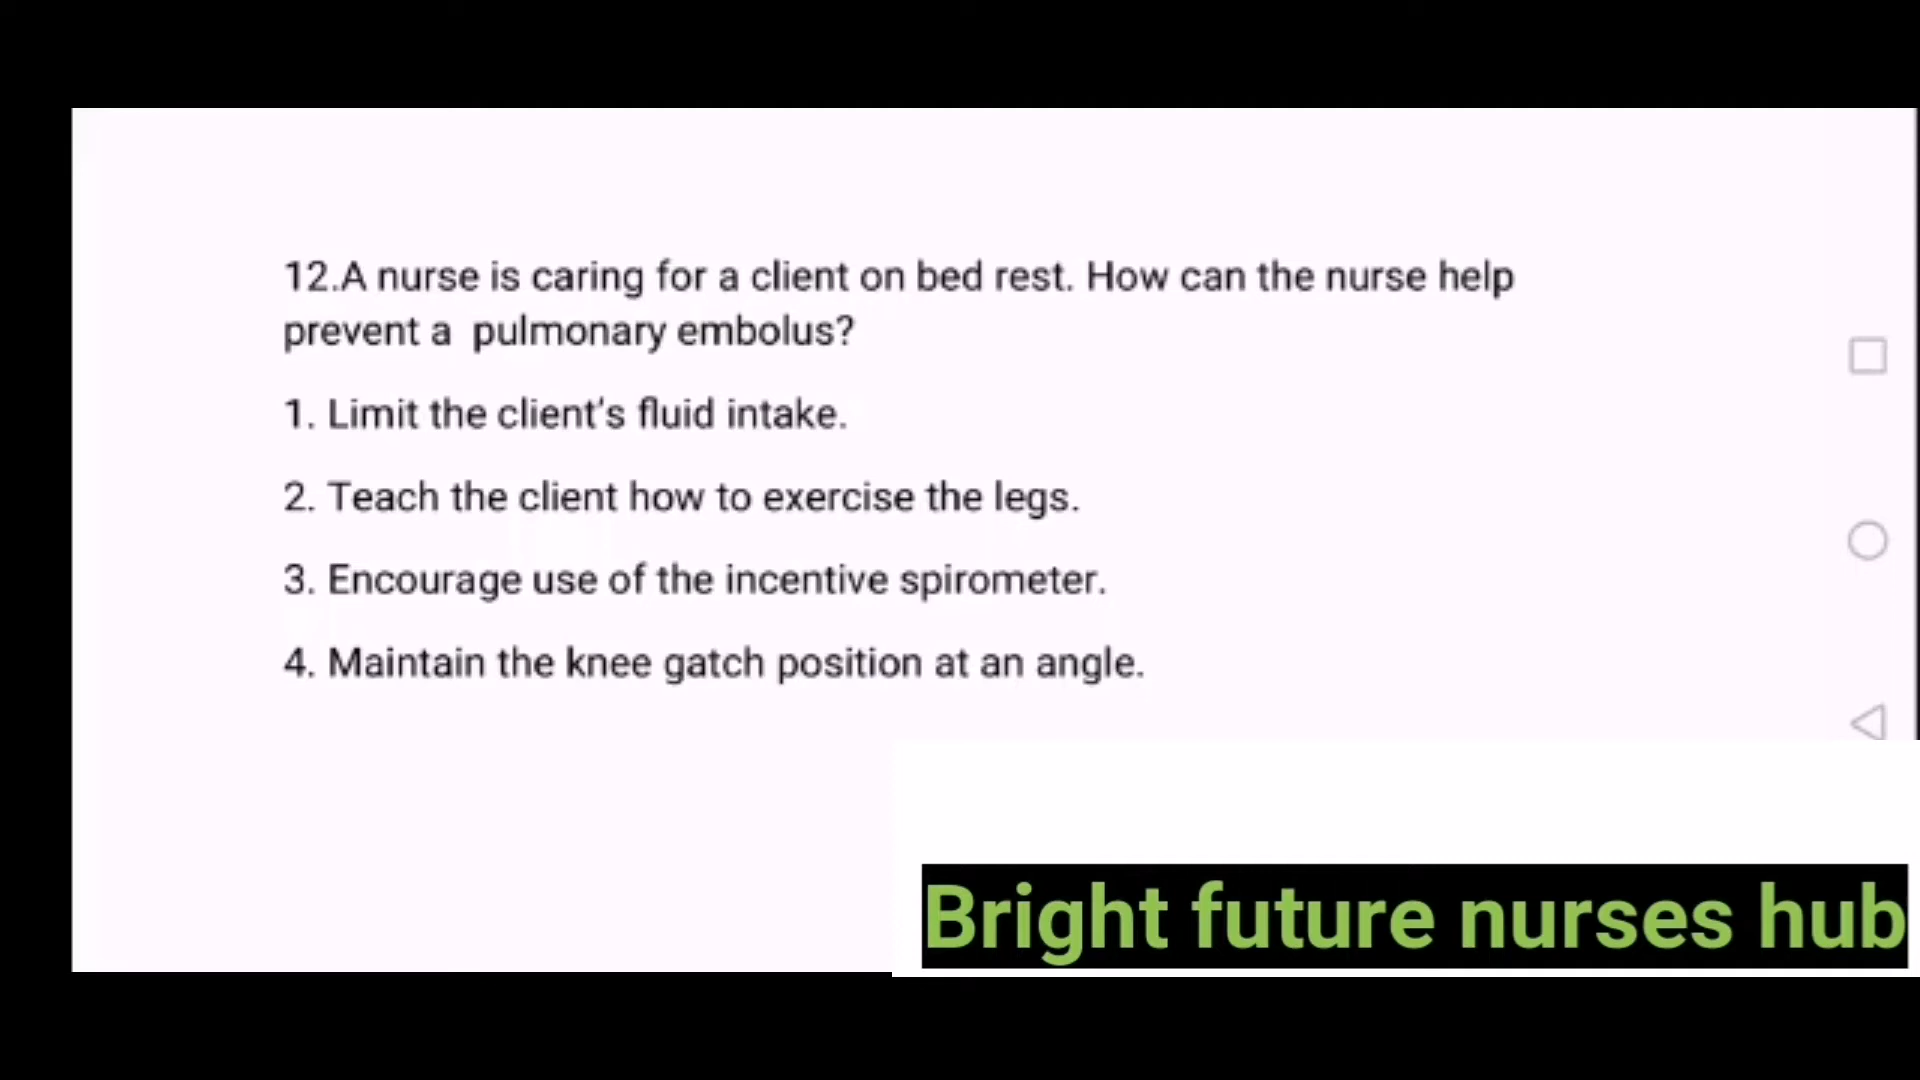 12.A nurse is caring for a client on bed rest. How can the nurse help
prevent a  pulmonary embolus?
1. Limit the client's fluid intake.
2. Teach the client how to exercise the legs.
3. Encourage use of the incentive spirometer.
4. Maintain the knee gatch position at an angle.
Bright future nurses hub